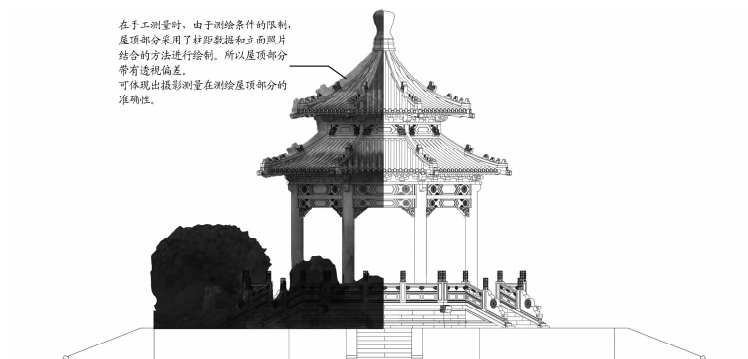 在手工测量时，由于测绘条件的限制，
屋顶部分采用了柱距数据和立面照片
结合的方法进行绘制。所以屋顶部分
带有透视偏差。
可体现出摄影测量在测绘屋顶部分的
准确性。